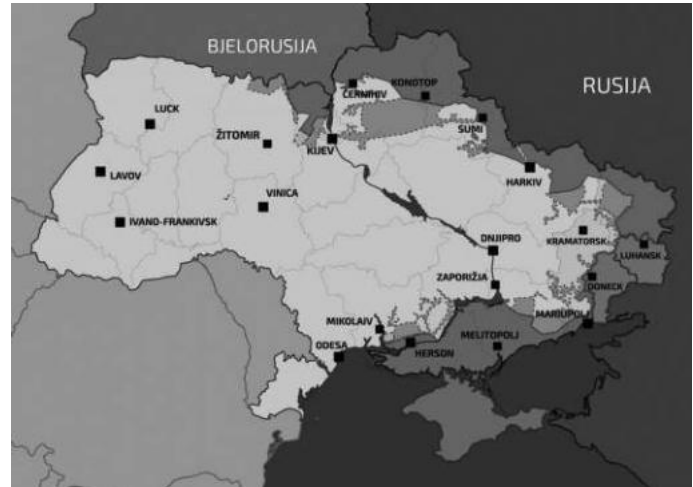 BJELORUSIJA
RUSIJA
KONOTOP
ČERNIHIV
LUCK
SUMI
ŽITOMIR
KIJEV
LAVOV
HARKIV
VINICA
IVANO-FRANKIVSK
DNJIPRO
KRAMATORSK
LUHANSK
ZAPORIŽJA
DONECK
MARIUPOLJ
MIKOLAIV
MELITOPOLJ
ODESA
HERSON